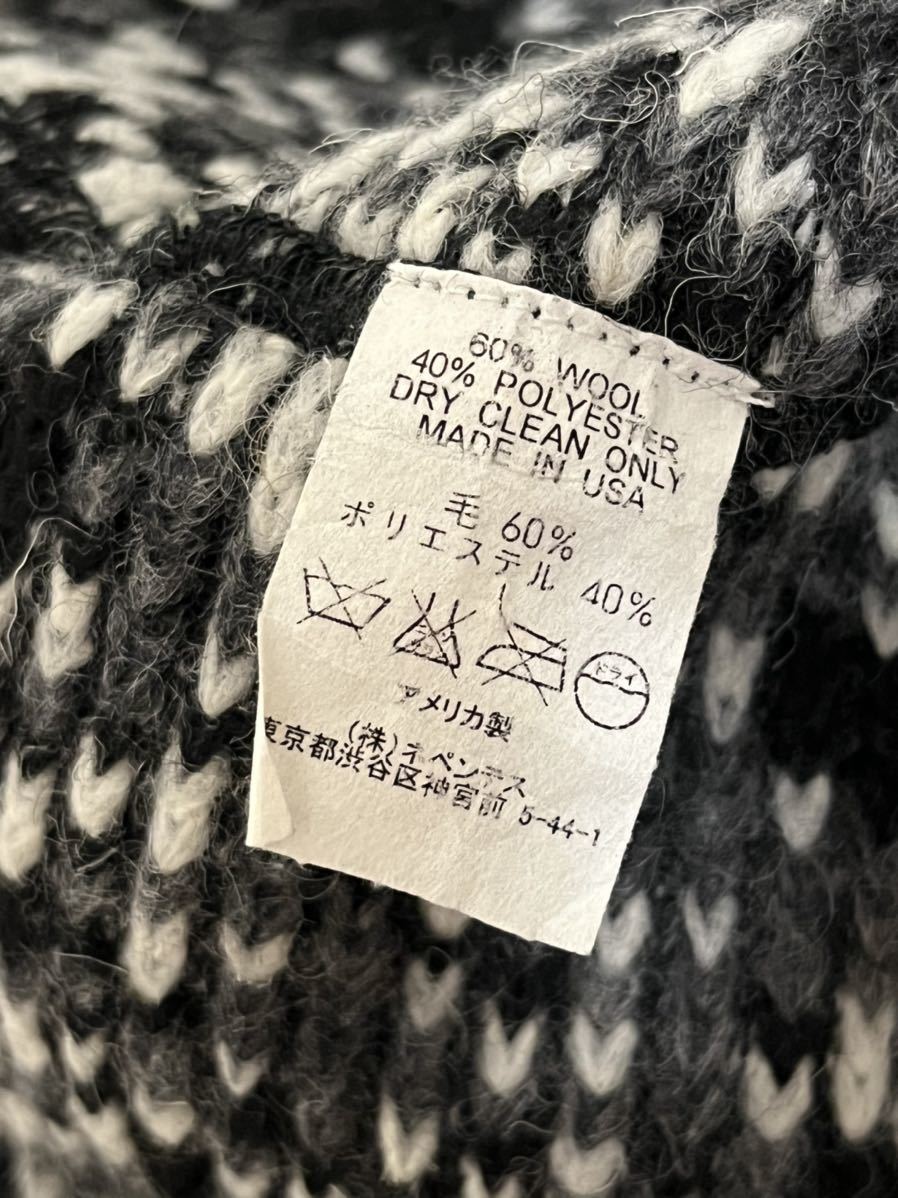 60% WOOL
40% POLYESTER
DRY CLEAN ONLY
MADE IN USA
毛 60%
ポリエステル 40%
ドライ
アメリカ製
(株)ネペンテス
東京都渋谷区神宮前 5-44-1